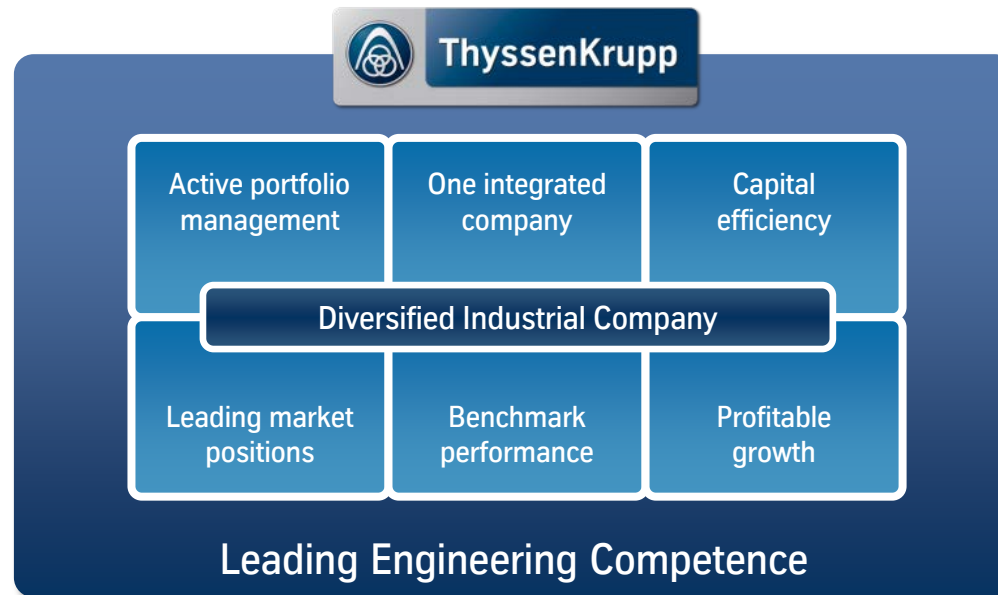 ThyssenKrupp
Active portfolio
management
One integrated
company
Capital
efficiency
Diversified Industrial Company
Leading market
positions
Benchmark
performance
Profitable
growth
Leading Engineering Competence